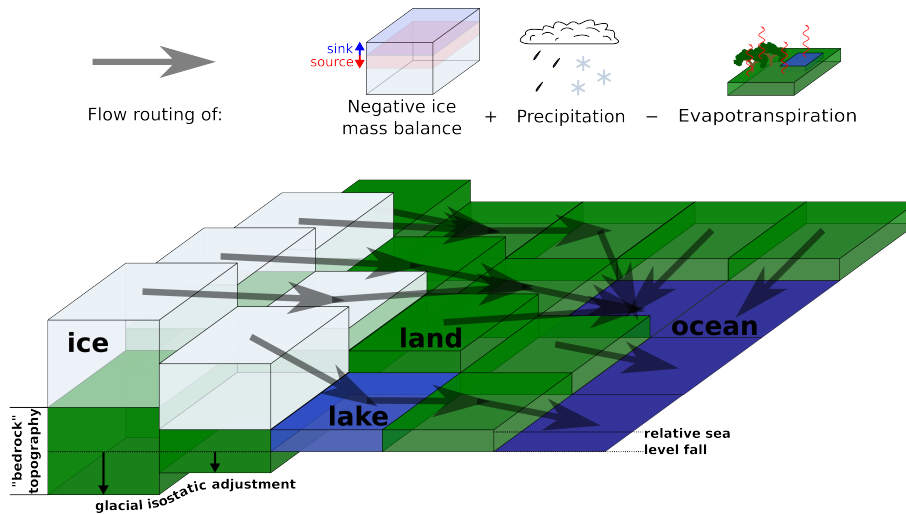 sink
source
Flow routing of:
Negative ice
mass balance
+
Precipitation
−
Evapotranspiration
ice
land
ocean
lake
"bedrock"
topography
relative sea
level fall
glacial isostatic adjustment